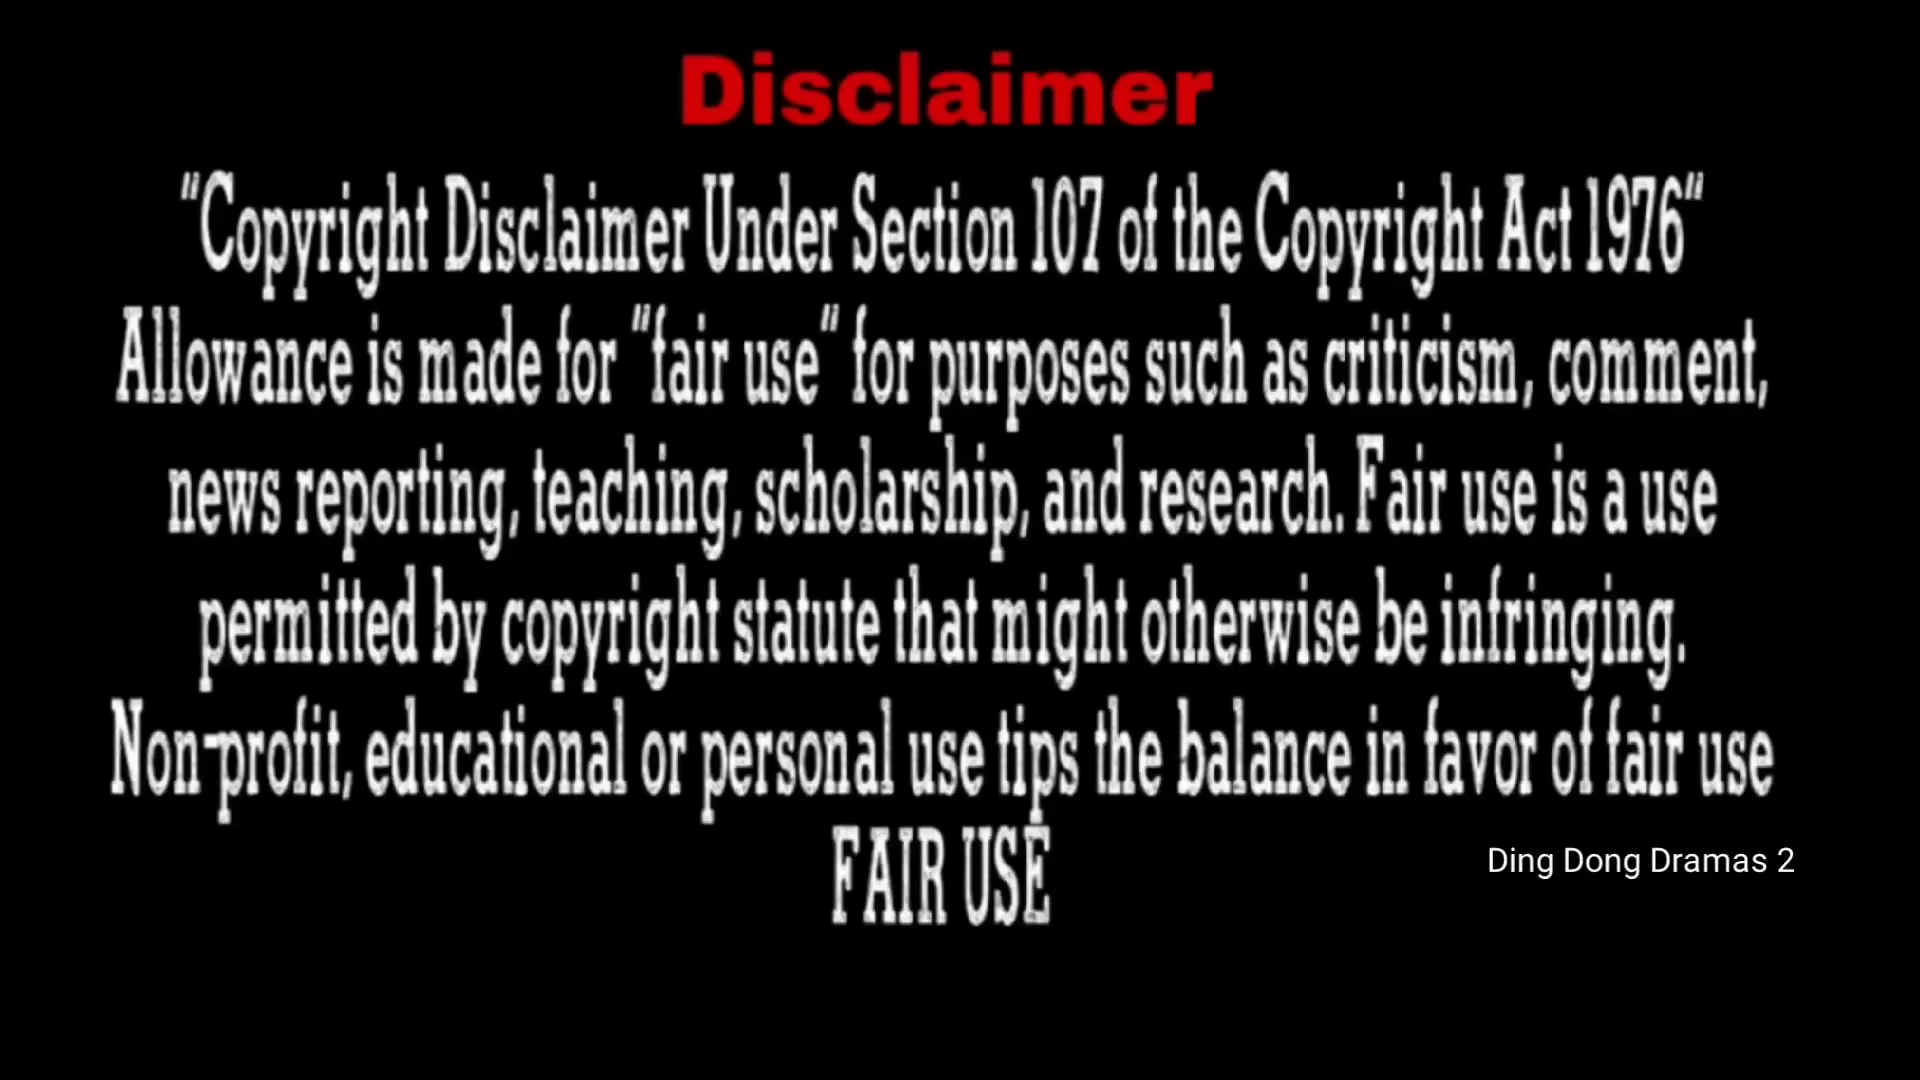 Disclaimer
“Copyright Disclaimer Under Section 107 of the Copyright Act 1976“
Allowance is made for “fair use“ for purposes such as criticism, comment,
news reporting, teaching, scholarship, and research. Fair use is a use
permitted by copyright statute that might otherwise be infringing.
Non-profit, educational or personal use tips the balance in favor of fair use
FAIR USE
Ding Dong Dramas 2